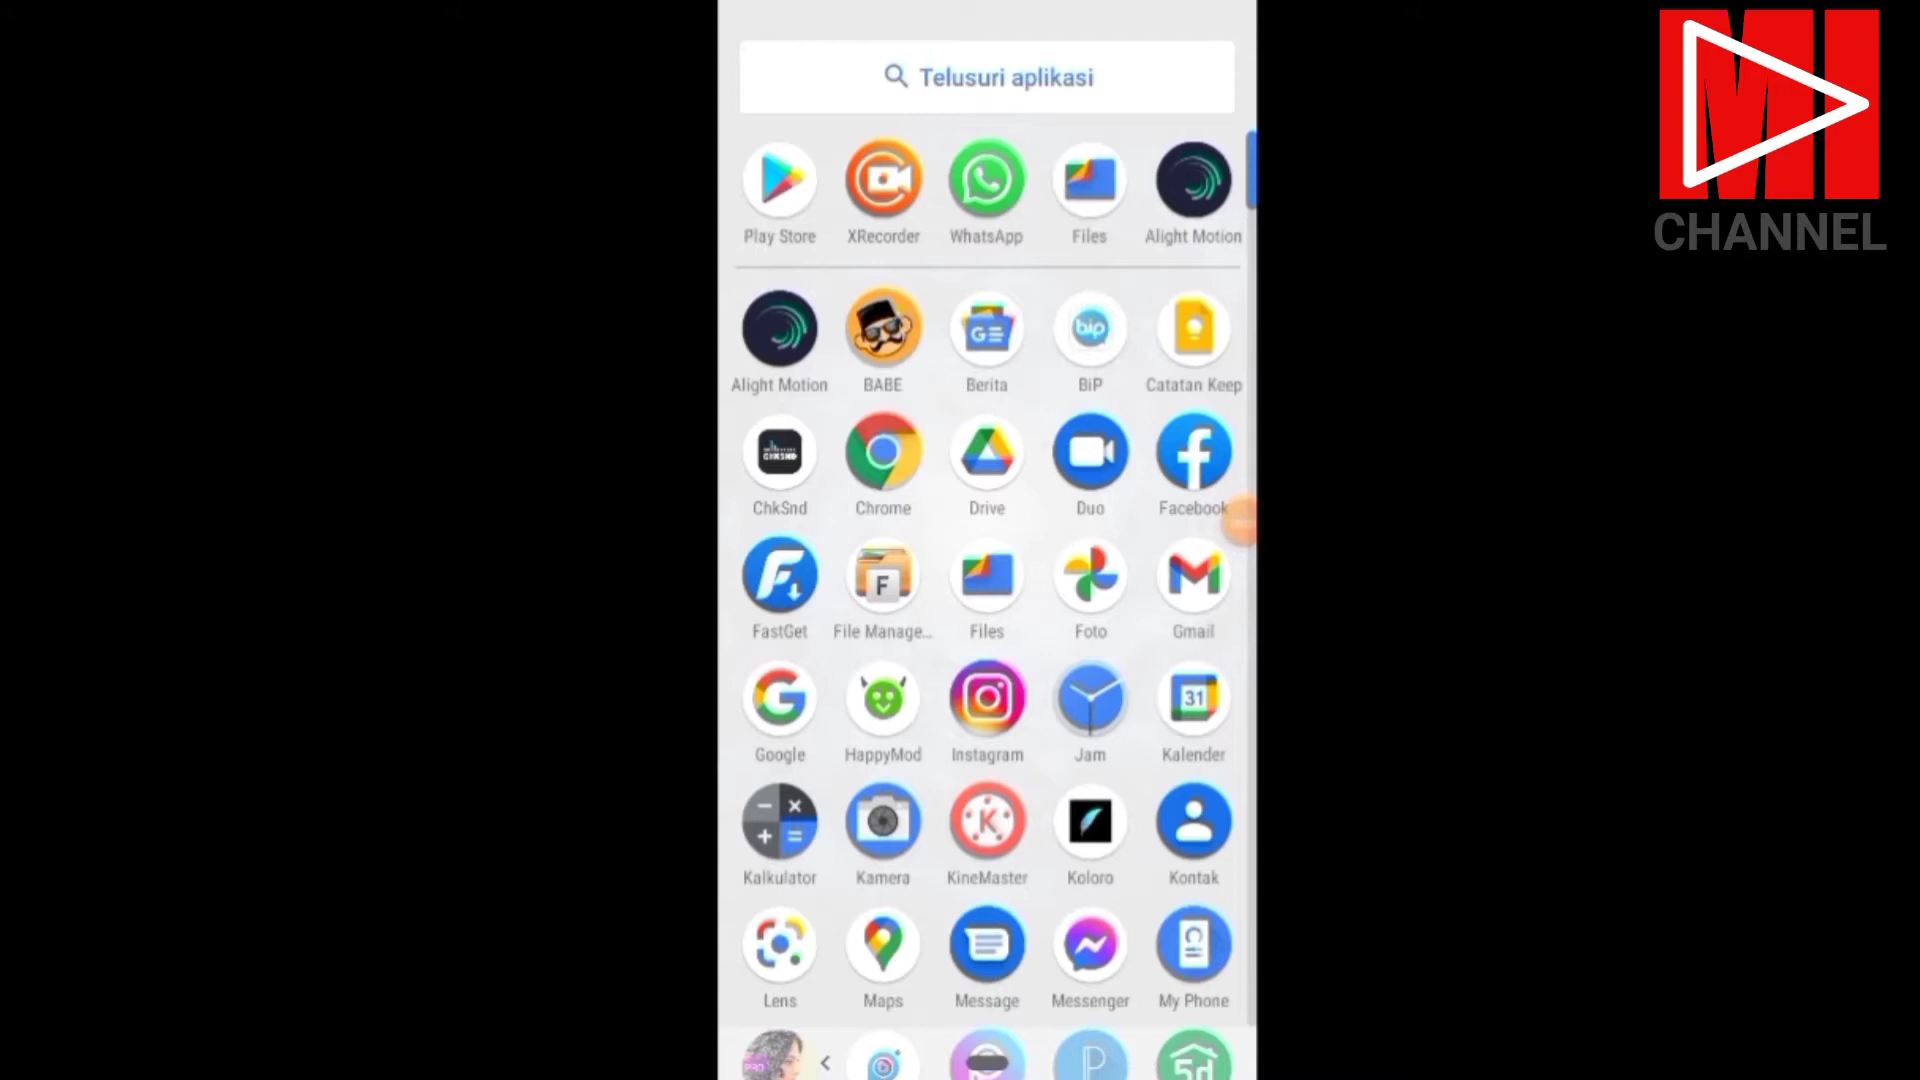 MI
CHANNEL
Telusuri aplikasi
Play Store XRecorder WhatsApp Files Alight Motion
Alight Motion BABE Berita BiP Catatan Keep
ChkSnd Chrome Drive Duo Facebook
FastGet File Manage... Files Foto Gmail
Google HappyMod Instagram Jam Kalender
Kalkulator Kamera KineMaster Koloro Kontak
Lens Maps Message Messenger My Phone